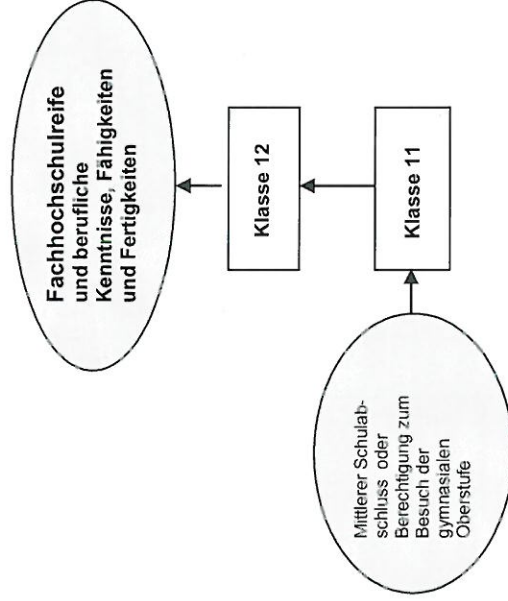 Fachhochschulreife
und berufliche
Kenntnisse, Fähigkeiten
und Fertigkeiten
Klasse 12
Klasse 11
Mittlerer Schulab-
schluss oder
Berechtigung zum
Besuch der
gymnasialen
Oberstufe